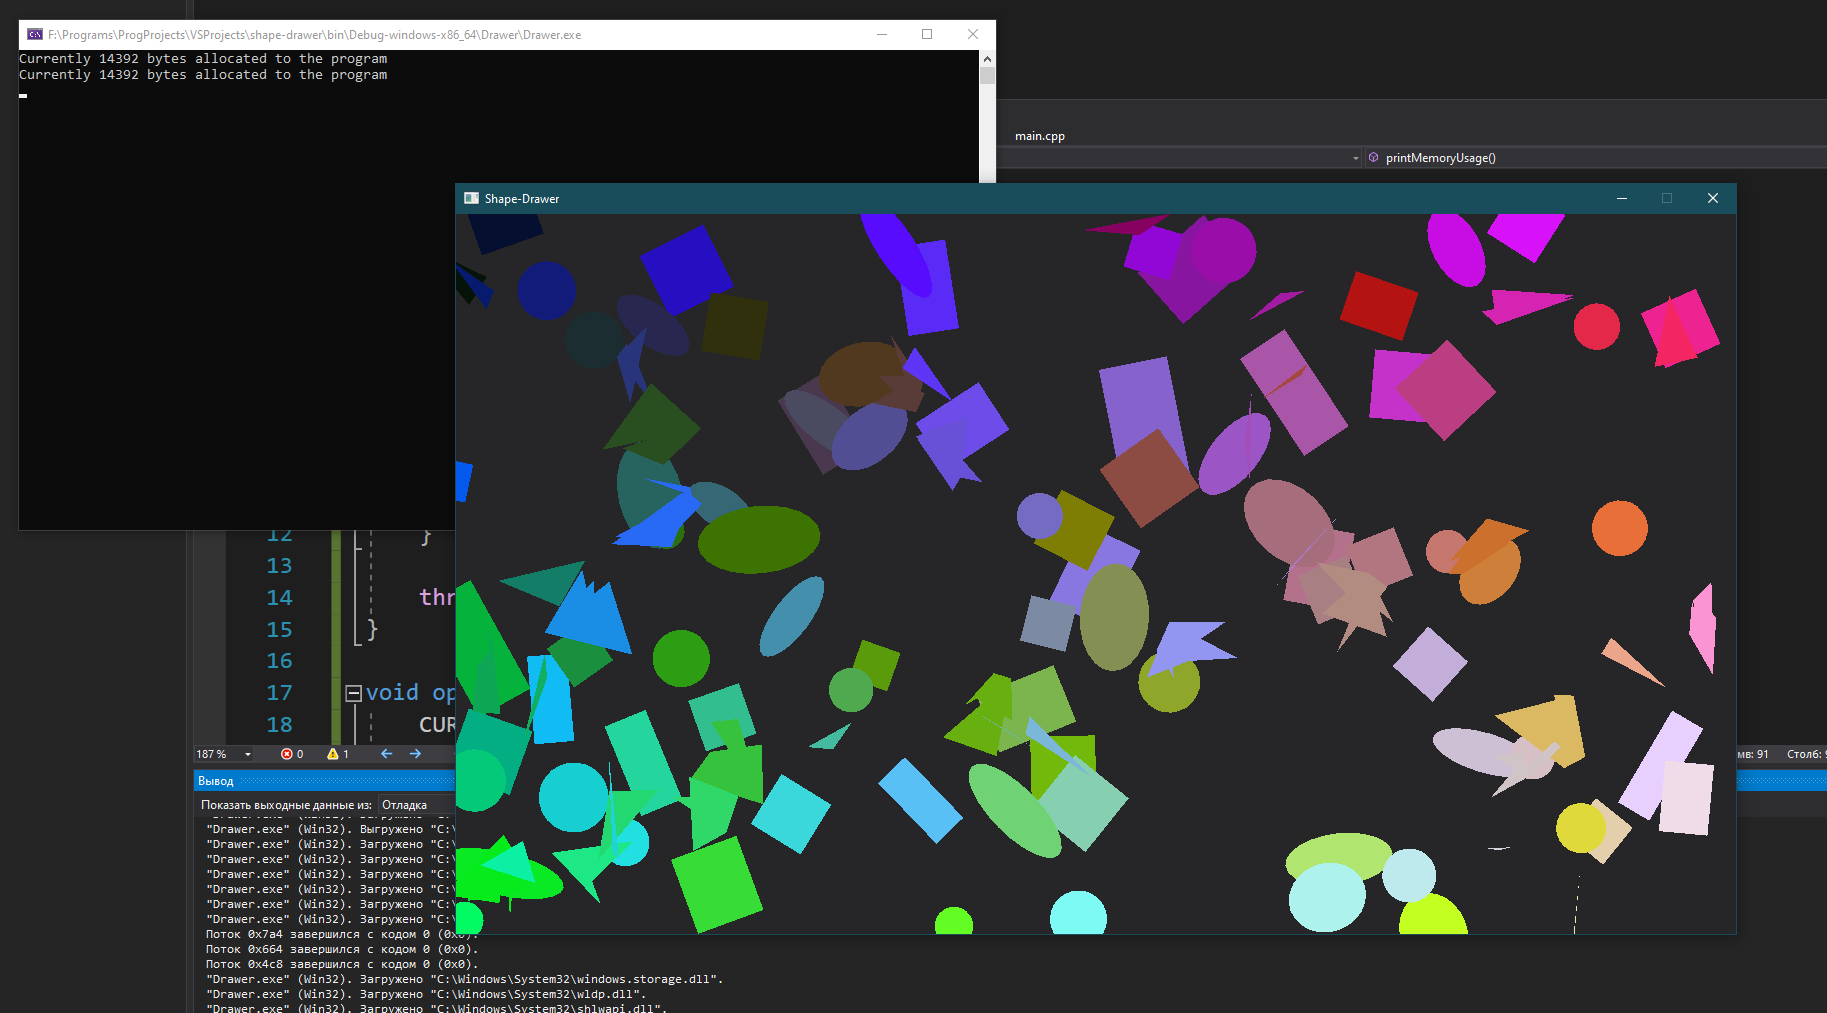 F:\Programs\ProgProjects\VSProjects\shape-drawer\bin\Debug-windows-x86_64\Drawer\Drawer.exe
Currently 14392 bytes allocated to the program
Currently 14392 bytes allocated to the program
main.cpp
printMemoryUsage()
Shape-Drawer
12 }
13
14 thr
15 }
16
17 void op
18 CUR
187 % 0 1
мв: 91 Столб: 9
Вывод
Показать выходные данные из: Отладка
"Drawer.exe" (Win32). Выгружено "C:\
"Drawer.exe" (Win32). Загружено "C:\
"Drawer.exe" (Win32). Загружено "C:\
"Drawer.exe" (Win32). Загружено "C:\
"Drawer.exe" (Win32). Загружено "C:\
"Drawer.exe" (Win32). Загружено "C:\
"Drawer.exe" (Win32). Загружено "C:\
Поток 0x7a4 завершился с кодом 0 (0x0).
Поток 0x664 завершился с кодом 0 (0x0).
Поток 0x4c8 завершился с кодом 0 (0x0).
"Drawer.exe" (Win32). Загружено "C:\Windows\System32\windows.storage.dll".
"Drawer.exe" (Win32). Загружено "C:\Windows\System32\wldp.dll".
"Drawer.exe" (Win32). Загружено "C:\Windows\System32\shlwapi.dll".